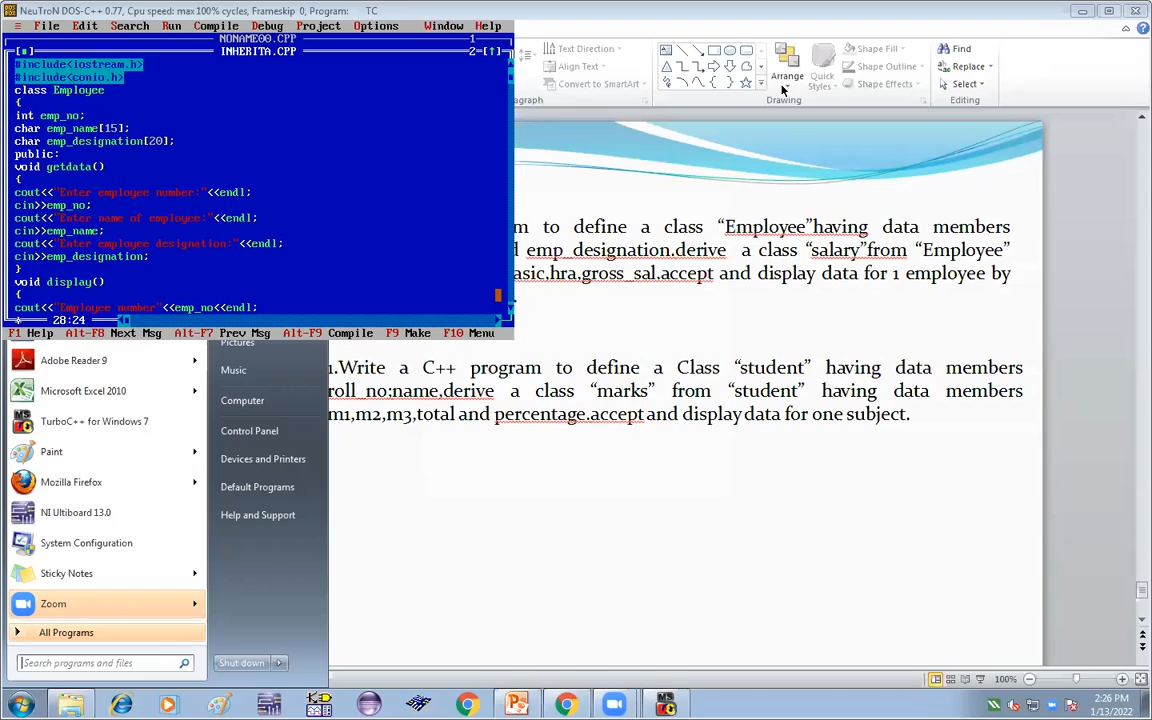 NeuTroN DOS-C++ 0.77, Cpu speed: max 100% cycles, Frameskip 0, Program: TC
≡ File Edit Search Run Compile Debug Project Options Window Help
NONAME00.CPP 1
[■] INHERITA.CPP 2=[↑]
#include<iostream.h>
#include<conio.h>
class Employee
{
int emp_no;
char emp_name[15];
char emp_designation[20];
public:
void getdata()
{
cout<<"Enter employee number:"<<endl;
cin>>emp_no;
cout<<"Enter name of employee:"<<endl;
cin>>emp_name;
cout<<"Enter employee designation:"<<endl;
cin>>emp_designation;
}
void display()
{
cout<<"Employee number"<<emp_no<<endl;
28:24
F1 Help Alt-F8 Next Msg Alt-F7 Prev Msg Alt-F9 Compile F9 Make F10 Menu
Text Direction
Align Text
Convert to SmartArt
agraph
Arrange
Quick Styles
Shape Fill
Shape Outline
Shape Effects
Drawing
Find
Replace
Select
Editing
m to define a class “Employee”having data members
d emp_designation.derive a class “salary”from “Employee”
asic,hra,gross_sal.accept and display data for 1 employee by
1.Write a C++ program to define a Class “student” having data members
roll_no;name,derive a class “marks” from “student” having data members
m1,m2,m3,total and percentage.accept and display data for one subject.
Adobe Reader 9
Microsoft Excel 2010
TurboC++ for Windows 7
Paint
Mozilla Firefox
NI Ultiboard 13.0
System Configuration
Sticky Notes
Zoom
All Programs
Search programs and files
Pictures
Music
Computer
Control Panel
Devices and Printers
Default Programs
Help and Support
Shut down
100%
2:26 PM
1/13/2022